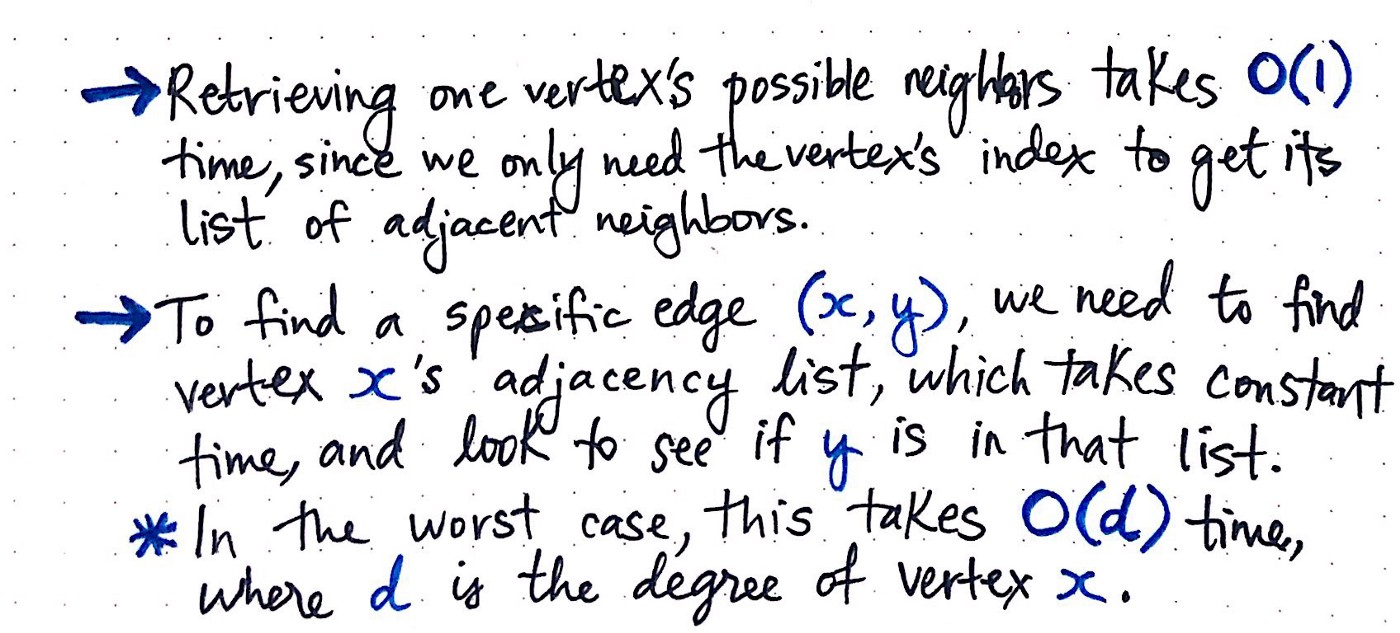 → Retrieving one vertex's possible neighbors takes O(1)
time, since we only need the vertex's index to get its
list of adjacent neighbors.
→ To find a specific edge (x, y), we need to find
vertex x's adjacency list, which takes constant
time, and look to see if y is in that list.
* In the worst case, this takes O(d) time,
where d is the degree of vertex x.